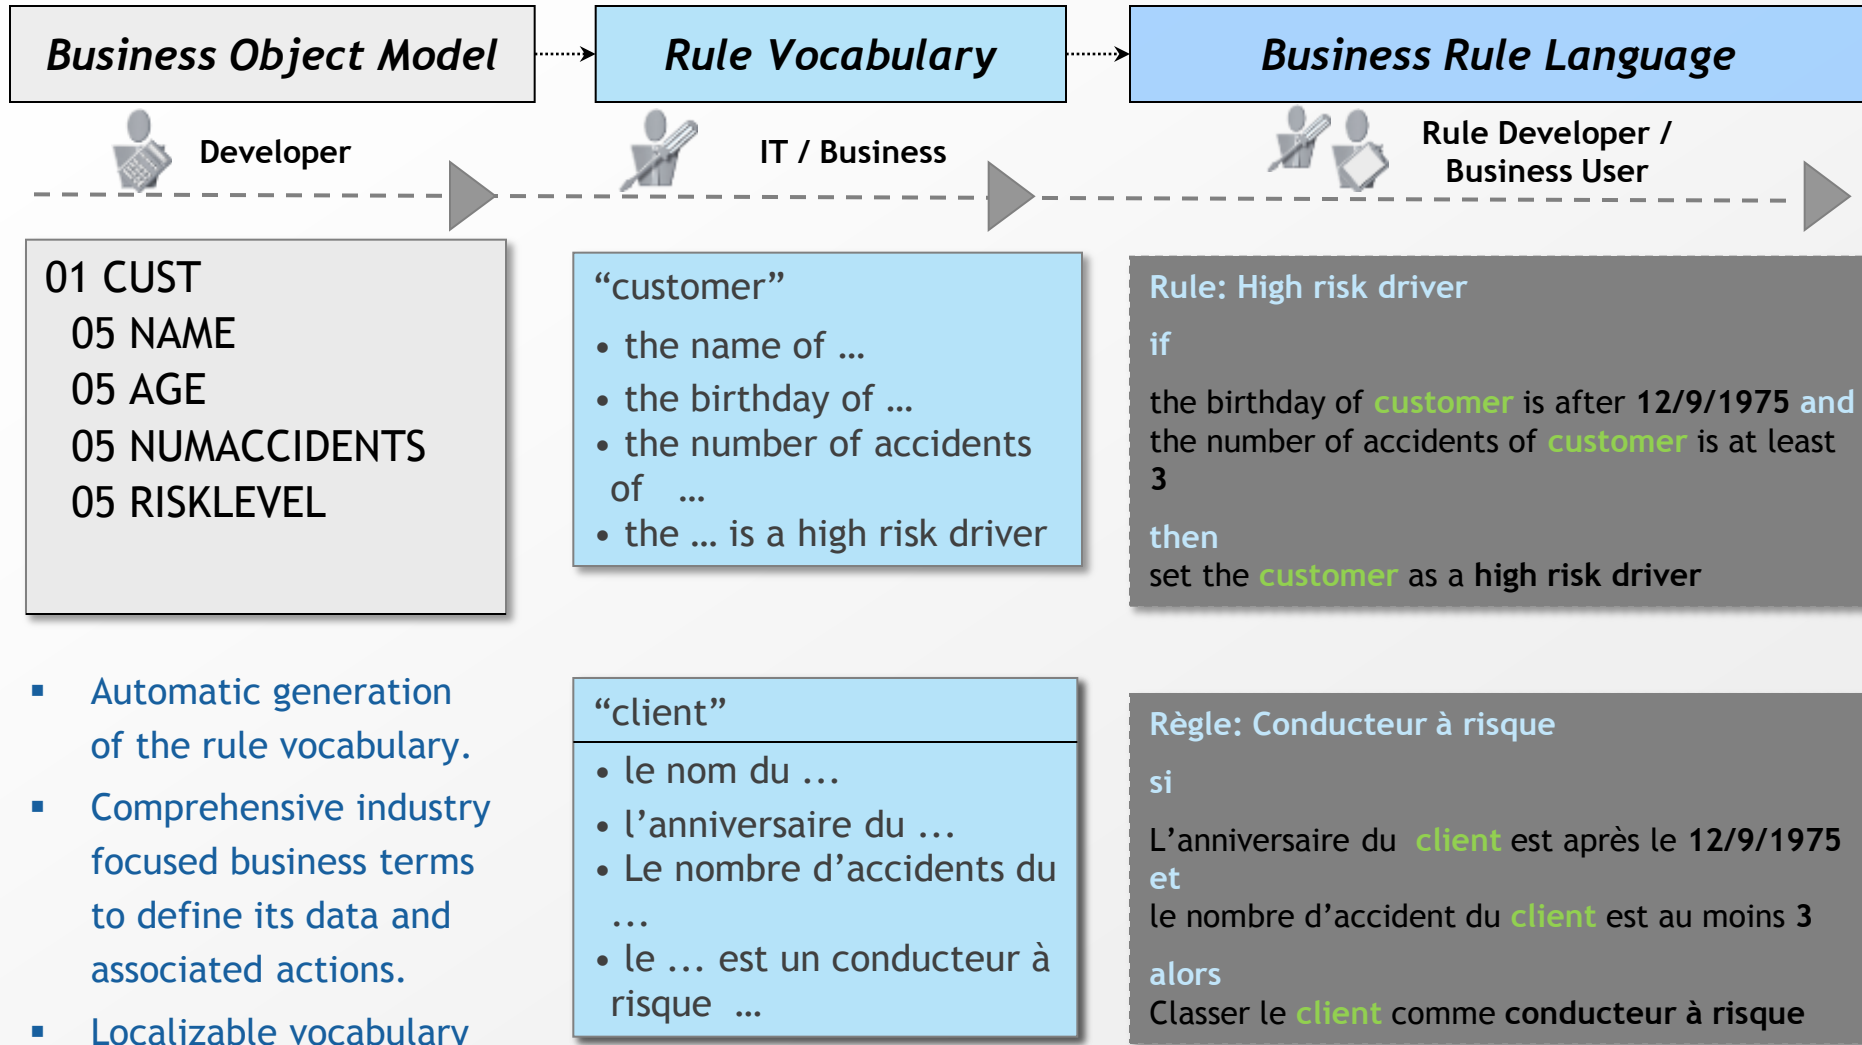 Business Object Model
Rule Vocabulary
Business Rule Language
Developer
IT / Business
Rule Developer /
Business User
01 CUST
05 NAME
05 AGE
05 NUMACCIDENTS
05 RISKLEVEL
“customer”
• the name of …
• the birthday of …
• the number of accidents
of …
• the … is a high risk driver
Rule: High risk driver
if
the birthday of customer is after 12/9/1975 and
the number of accidents of customer is at least
3
then
set the customer as a high risk driver
▪ Automatic generation
of the rule vocabulary.
▪ Comprehensive industry
focused business terms
to define its data and
associated actions.
▪ Localizable vocabulary
“client”
• le nom du ...
• l’anniversaire du ...
• Le nombre d’accidents du
...
• le ... est un conducteur à
risque …
Règle: Conducteur à risque
si
L’anniversaire du client est après le 12/9/1975
et
le nombre d’accident du client est au moins 3
alors
Classer le client comme conducteur à risque